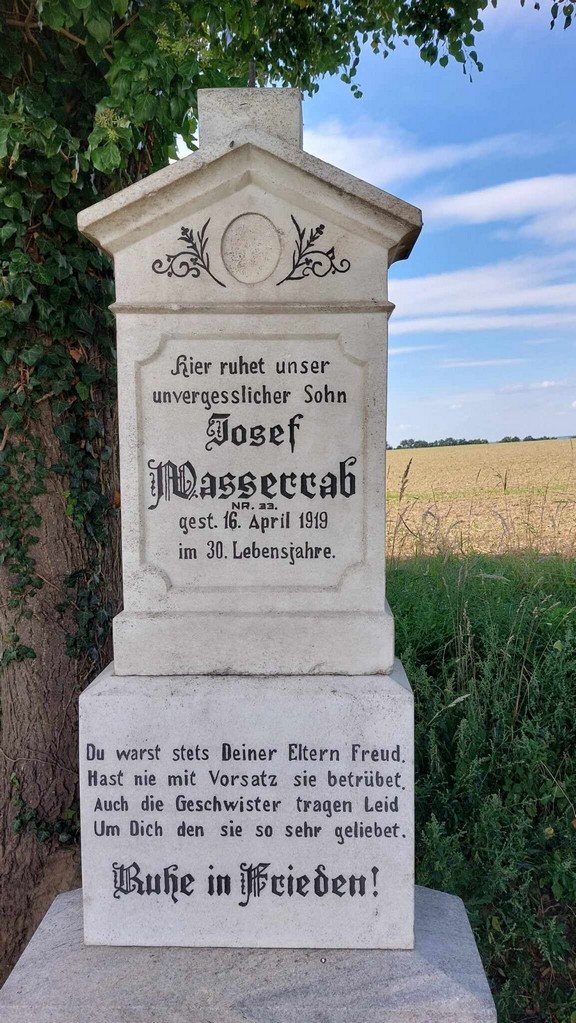 Hier ruhet unser
unvergesslicher Sohn
Josef
Wasserrab
NR. 33.
gest. 16. April 1919
im 30. Lebensjahre.
Du warst stets Deiner Eltern Freud.
Hast nie mit Vorsatz sie betrübet.
Auch die Geschwister tragen Leid
Um Dich den sie so sehr geliebet.
Ruhe in Frieden!